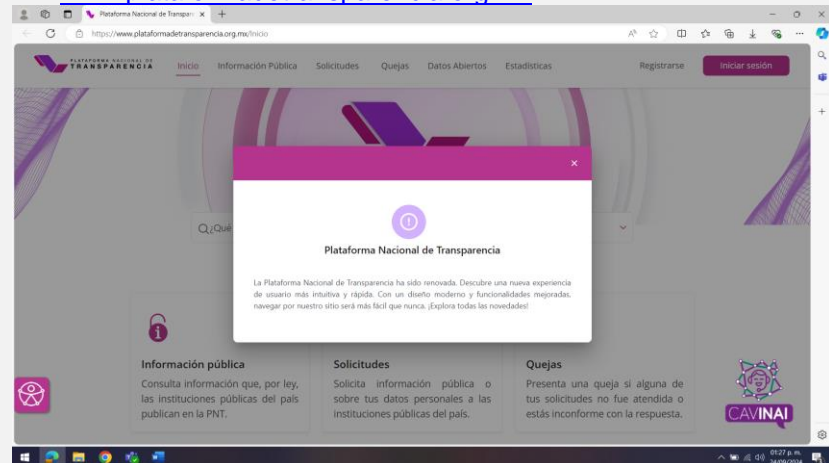 Plataforma Nacional de Transpar
https://www.plataformadetransparencia.org.mx/Inicio
PLATAFORMA NACIONAL DE
TRANSPARENCIA
Inicio
Información Pública
Solicitudes
Quejas
Datos Abiertos
Estadísticas
Registrarse
Iniciar sesión
¿Qué
Plataforma Nacional de Transparencia
La Plataforma Nacional de Transparencia ha sido renovada. Descubre una nueva experiencia
de usuario más intuitiva y rápida. Con un diseño moderno y funcionalidades mejoradas,
navegar por nuestro sitio será más fácil que nunca. ¡Explora todas las novedades!
Información pública
Consulta información que, por ley,
las instituciones públicas del país
publican en la PNT.
Solicitudes
Solicita información pública o
sobre tus datos personales a las
instituciones públicas del país.
Quejas
Presenta una queja si alguna de
tus solicitudes no fue atendida o
estás inconforme con la respuesta.
CAVINAI
01:27 p. m.
24/09/2024